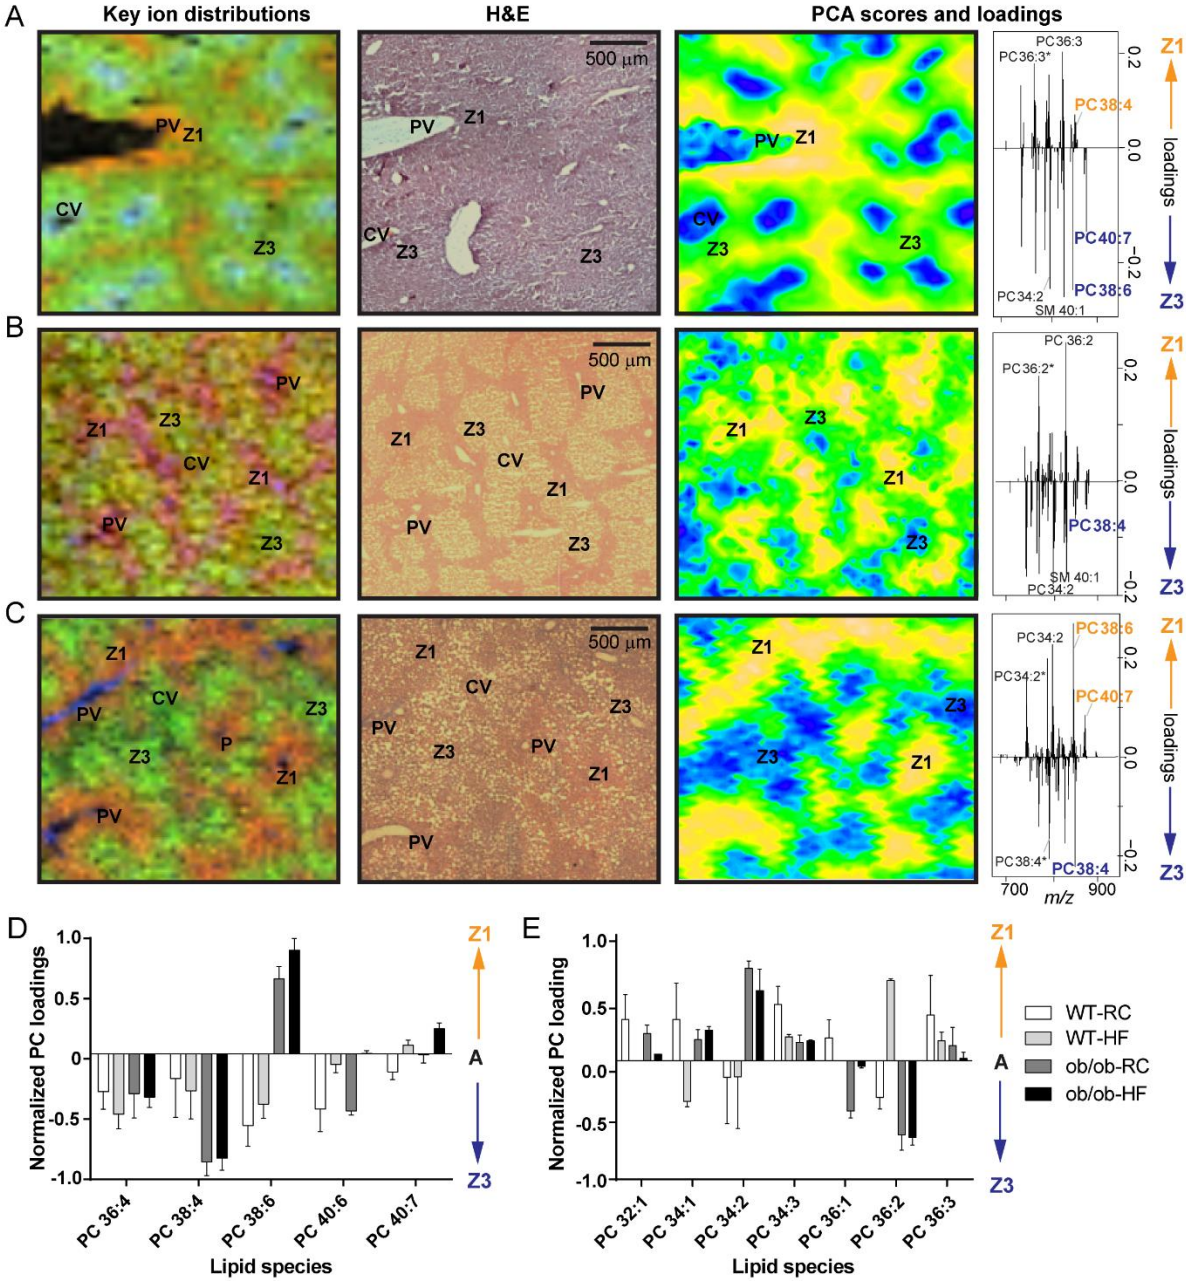 A
Key ion distributions
H&E
PCA scores and loadings
PV
Z1
CV
Z3
500 μm
PV
Z1
CV
Z3
Z3
PV
Z1
CV
Z3
Z3
PC36:3
PC36:3*
PC38:4
PC40:7
PC38:6
PC34:2
SM 40:1
0.2
0.0
-0.2
Z1
loadings
Z3
B
PV
Z1
Z3
CV
Z1
PV
Z3
500 μm
PV
Z1
Z3
CV
Z1
PV
Z3
Z1
Z3
Z1
Z3
PC 36:2
PC36:2*
PC38:4
SM 40:1
PC34:2
0.2
0.0
-0.2
Z1
loadings
Z3
C
Z1
CV
PV
Z3
Z3
P
Z1
PV
500 μm
Z1
CV
Z3
PV
Z3
PV
Z1
PV
Z1
Z3
Z3
Z1
PC38:6
PC34:2
PC34:2*
PC40:7
PC38:4*
PC38:4
0.2
0.0
-0.2
700 900
m/z
Z1
loadings
Z3
D
Normalized PC loadings
1.0
0.5
0
-0.5
-1.0
PC 36:4
PC 38:4
PC 38:6
PC 40:6
PC 40:7
Lipid species
Z1
A
Z3
E
Normalized PC loading
1.0
0.5
0.0
-0.5
-1.0
PC 32:1
PC 34:1
PC 34:2
PC 34:3
PC 36:1
PC 36:2
PC 36:3
Lipid species
Z1
A
Z3
WT-RC
WT-HF
ob/ob-RC
ob/ob-HF